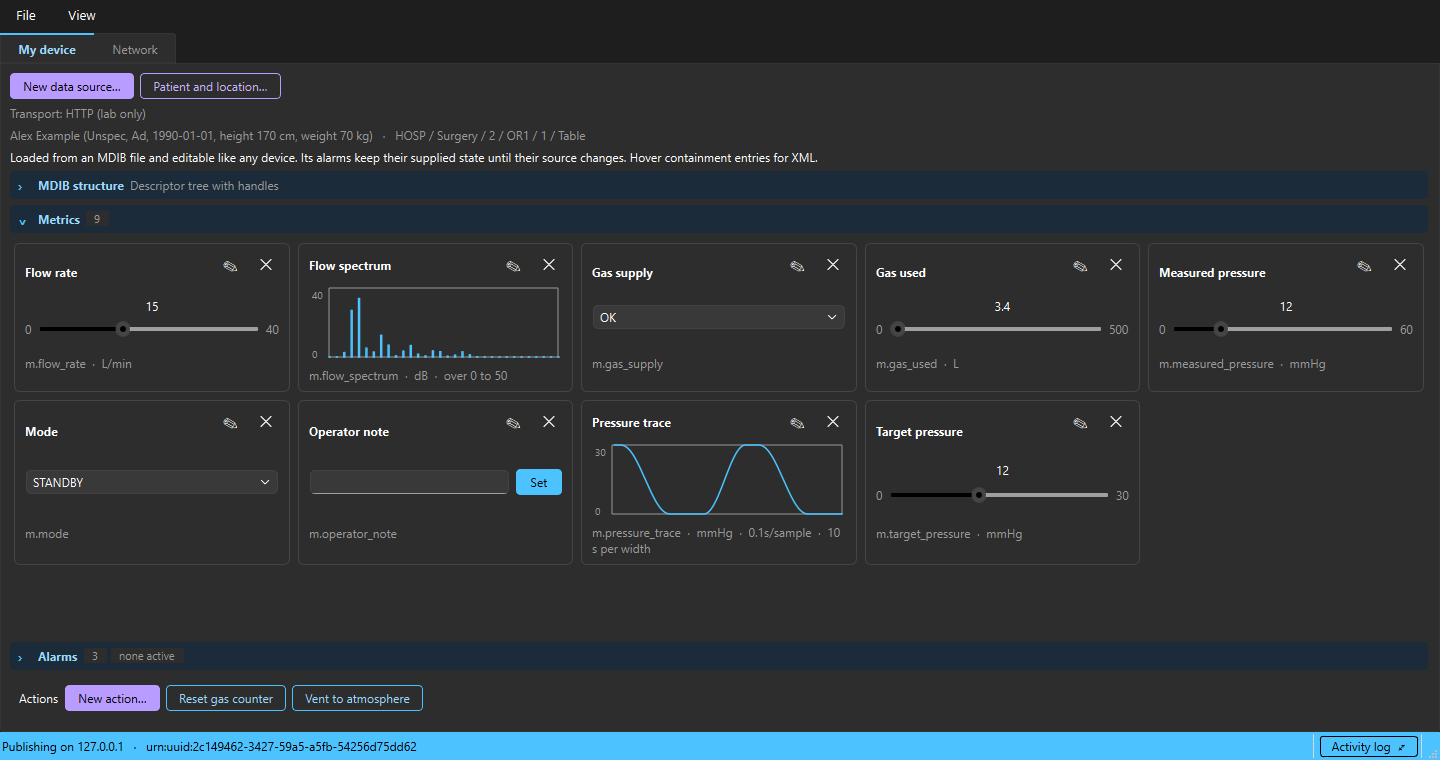 File View
My device Network
New data source... Patient and location...
Transport: HTTP (lab only)
Alex Example (Unspec, Ad, 1990-01-01, height 170 cm, weight 70 kg) · HOSP / Surgery / 2 / OR1 / 1 / Table
Loaded from an MDIB file and editable like any device. Its alarms keep their supplied state until their source changes. Hover containment entries for XML.
› MDIB structure Descriptor tree with handles
v Metrics 9
Flow rate
15
0 40
m.flow_rate · L/min
Flow spectrum
40
0
m.flow_spectrum · dB · over 0 to 50
Gas supply
OK
m.gas_supply
Gas used
3.4
0 500
m.gas_used · L
Measured pressure
12
0 60
m.measured_pressure · mmHg
Mode
STANDBY
m.mode
Operator note
Set
m.operator_note
Pressure trace
30
0
m.pressure_trace · mmHg · 0.1s/sample · 10
s per width
Target pressure
12
0 30
m.target_pressure · mmHg
› Alarms 3 none active
Actions New action... Reset gas counter Vent to atmosphere
Publishing on 127.0.0.1 · urn:uuid:2c149462-3427-59a5-a5fb-54256d75dd62 Activity log